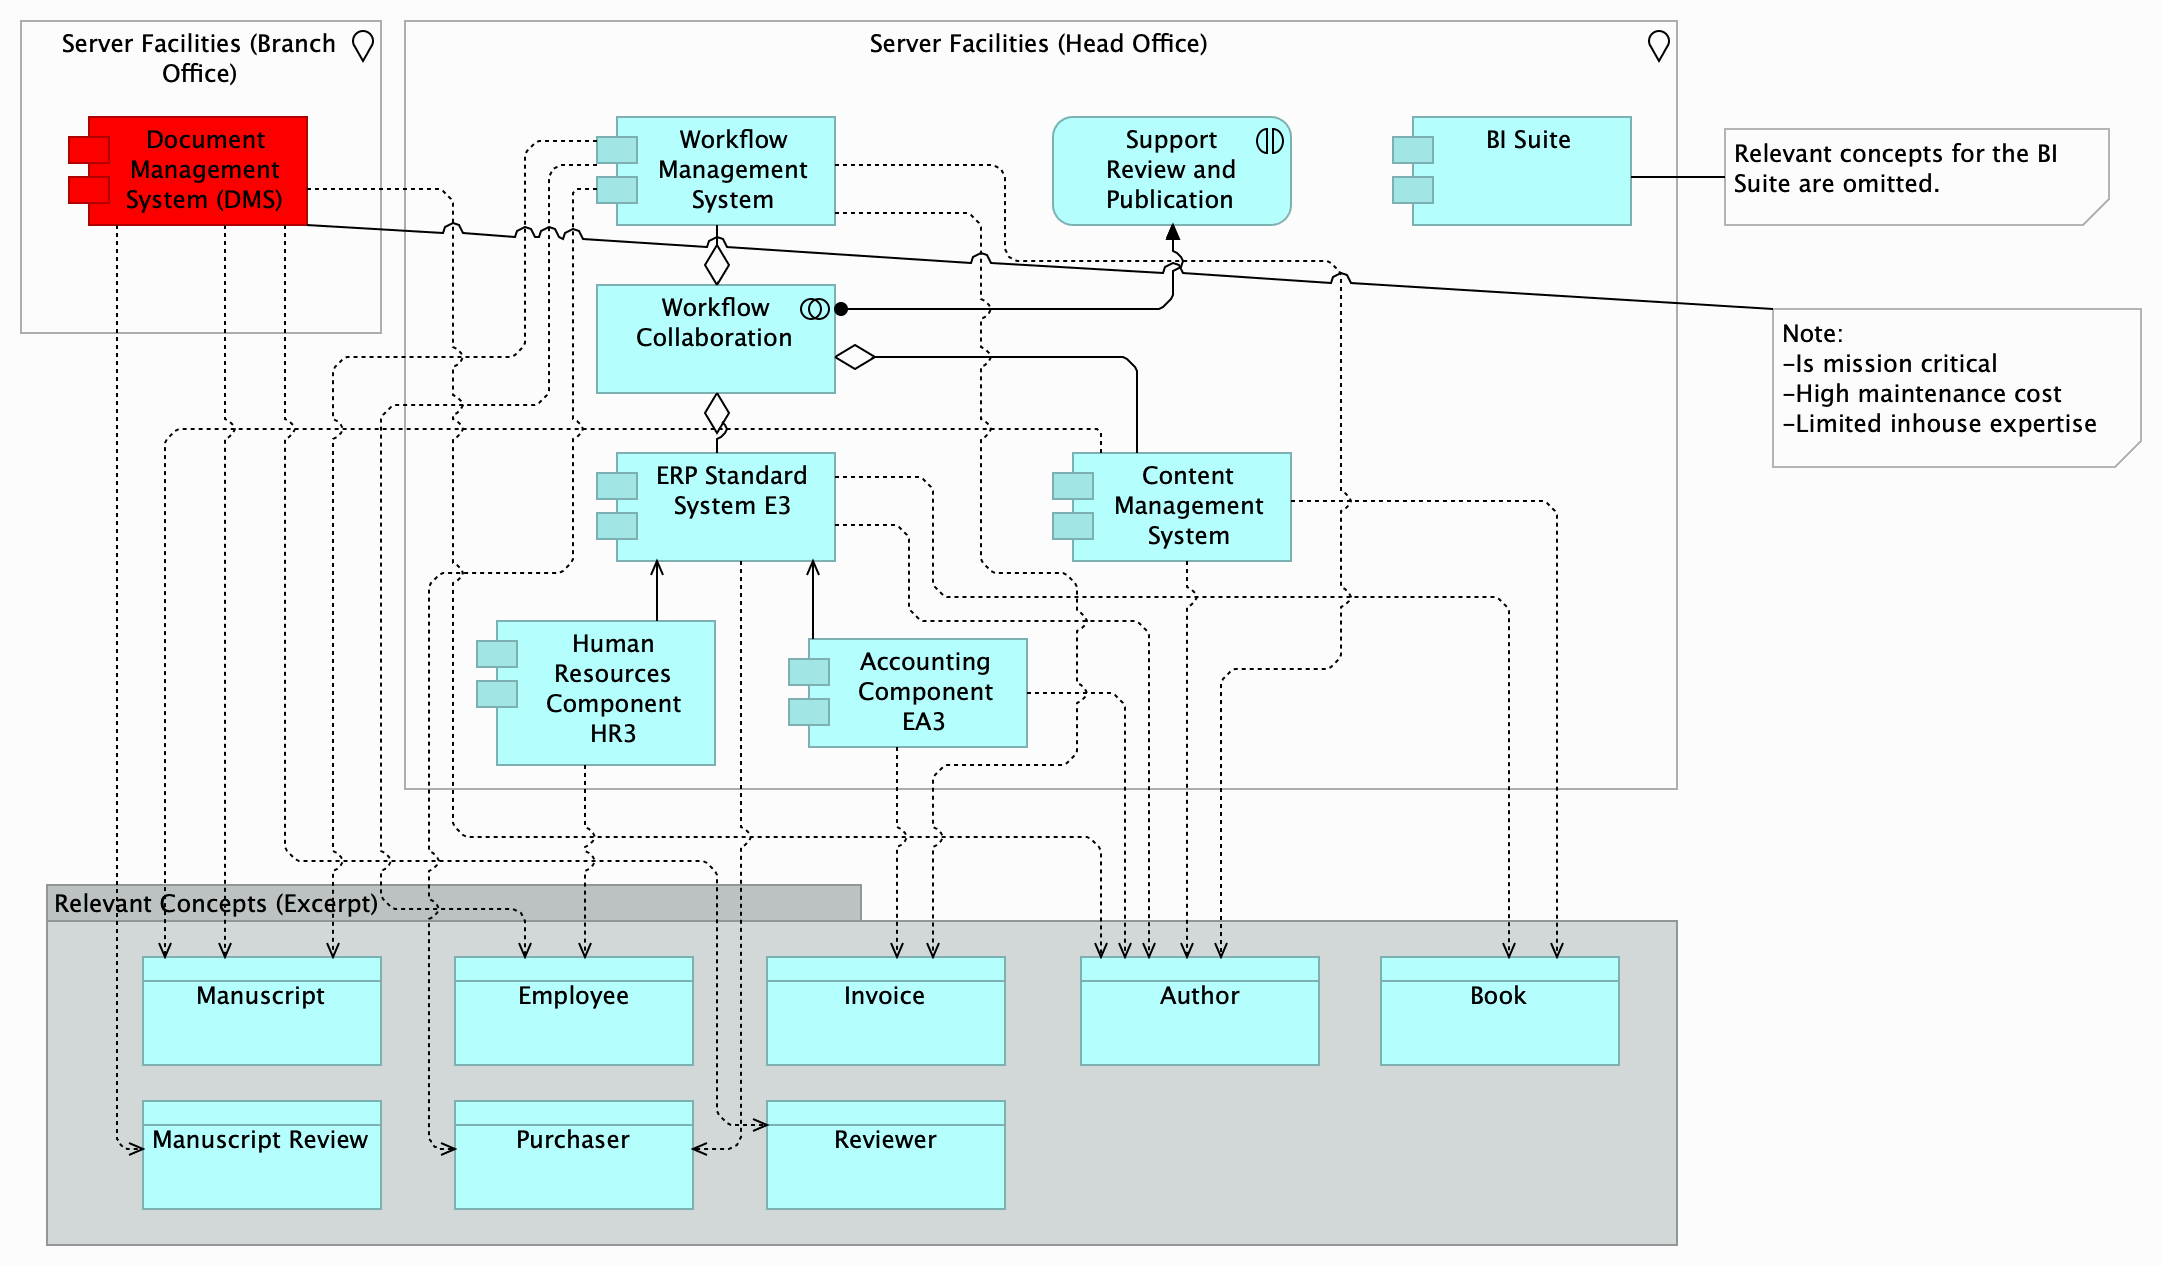 Server Facilities (Branch
Office)
Server Facilities (Head Office)
Document
Management
System (DMS)
Workflow
Management
System
Support
Review and
Publication
BI Suite
Relevant concepts for the BI
Suite are omitted.
Workflow
Collaboration
Note:
-Is mission critical
-High maintenance cost
-Limited inhouse expertise
ERP Standard
System E3
Content
Management
System
Human
Resources
Component
HR3
Accounting
Component
EA3
Relevant Concepts (Excerpt)
Manuscript
Employee
Invoice
Author
Book
Manuscript Review
Purchaser
Reviewer